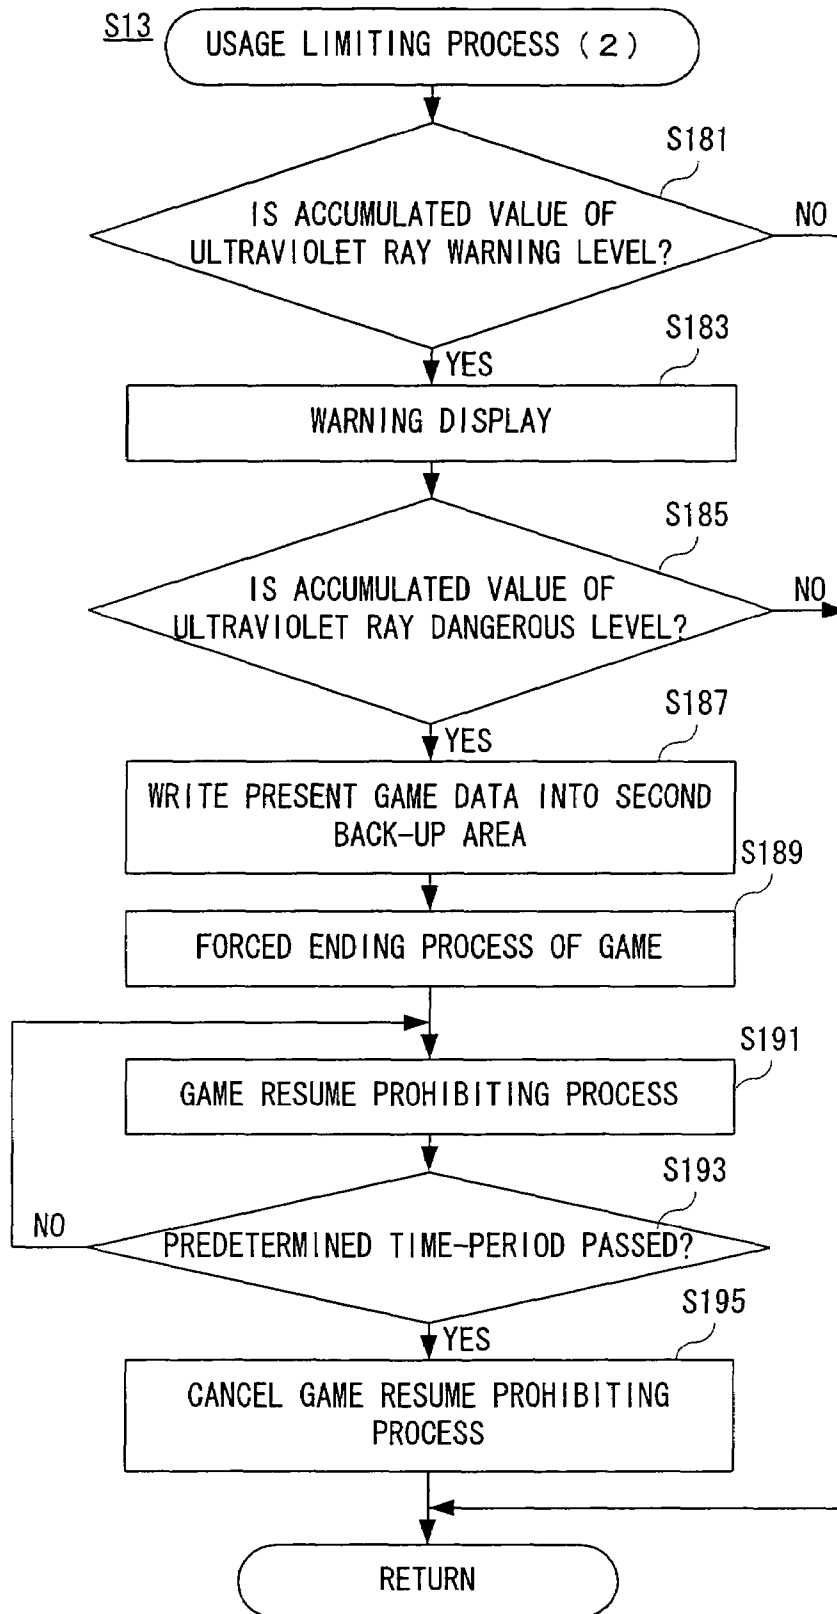 S13
USAGE LIMITING PROCESS (2)
S181
IS ACCUMULATED VALUE OF
ULTRAVIOLET RAY WARNING LEVEL?
NO
YES
S183
WARNING DISPLAY
S185
IS ACCUMULATED VALUE OF
ULTRAVIOLET RAY DANGEROUS LEVEL?
NO
YES
S187
WRITE PRESENT GAME DATA INTO SECOND
BACK-UP AREA
S189
FORCED ENDING PROCESS OF GAME
S191
GAME RESUME PROHIBITING PROCESS
S193
NO
PREDETERMINED TIME-PERIOD PASSED?
YES
S195
CANCEL GAME RESUME PROHIBITING
PROCESS
RETURN